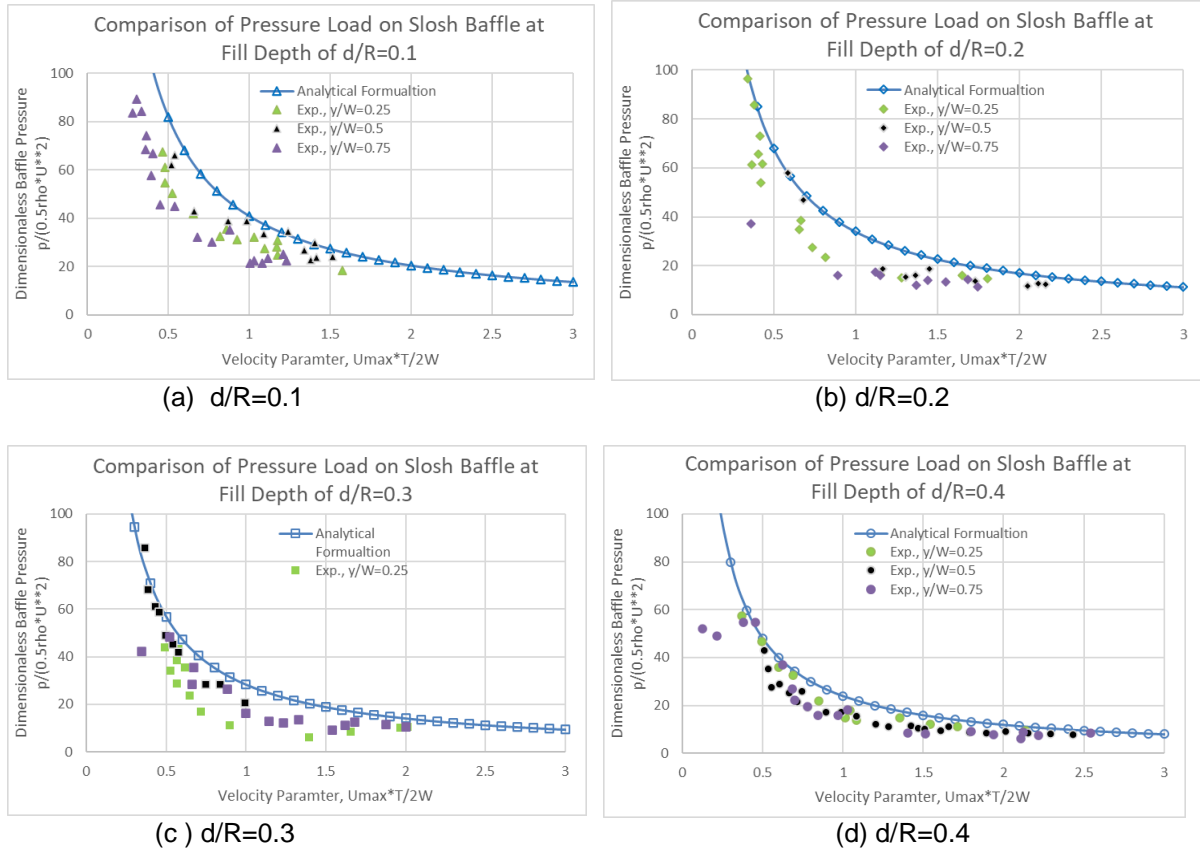 Comparison of Pressure Load on Slosh Baffle at
Fill Depth of d/R=0.1
Dimensionaless Baffle Pressure
p/(0.5rho*U**2)
100
80
60
40
20
0
Analytical Formualtion
Exp., y/W=0.25
Exp., y/W=0.5
Exp., y/W=0.75
0 0.5 1 1.5 2 2.5 3
Velocity Paramter, Umax*T/2W
(a) d/R=0.1
Comparison of Pressure Load on Slosh Baffle at
Fill Depth of d/R=0.2
Dimensionaless Baffle Pressure
p/(0.5rho*U**2)
100
80
60
40
20
0
Analytical Formualtion
Exp., y/W=0.25
Exp., y/W=0.5
Exp., y/W=0.75
0 0.5 1 1.5 2 2.5 3
Velocity Paramter, Umax*T/2W
(b) d/R=0.2
Comparison of Pressure Load on Slosh Baffle at
Fill Depth of d/R=0.3
Dimensionaless Baffle Pressure
p/(0.5rho*U**2)
100
80
60
40
20
0
Analytical
Formualtion
Exp., y/W=0.25
0 0.5 1 1.5 2 2.5 3
Velocity Paramter, Umax*T/2W
(c ) d/R=0.3
Comparison of Pressure Load on Slosh Baffle at
Fill Depth of d/R=0.4
Dimensionaless Baffle Pressure
p/(0.5rho*U**2)
100
80
60
40
20
0
Analytical Formualtion
Exp., y/W=0.25
Exp., y/W=0.5
Exp., y/W=0.75
0 0.5 1 1.5 2 2.5 3
Velocity Paramter, Umax*T/2W
(d) d/R=0.4